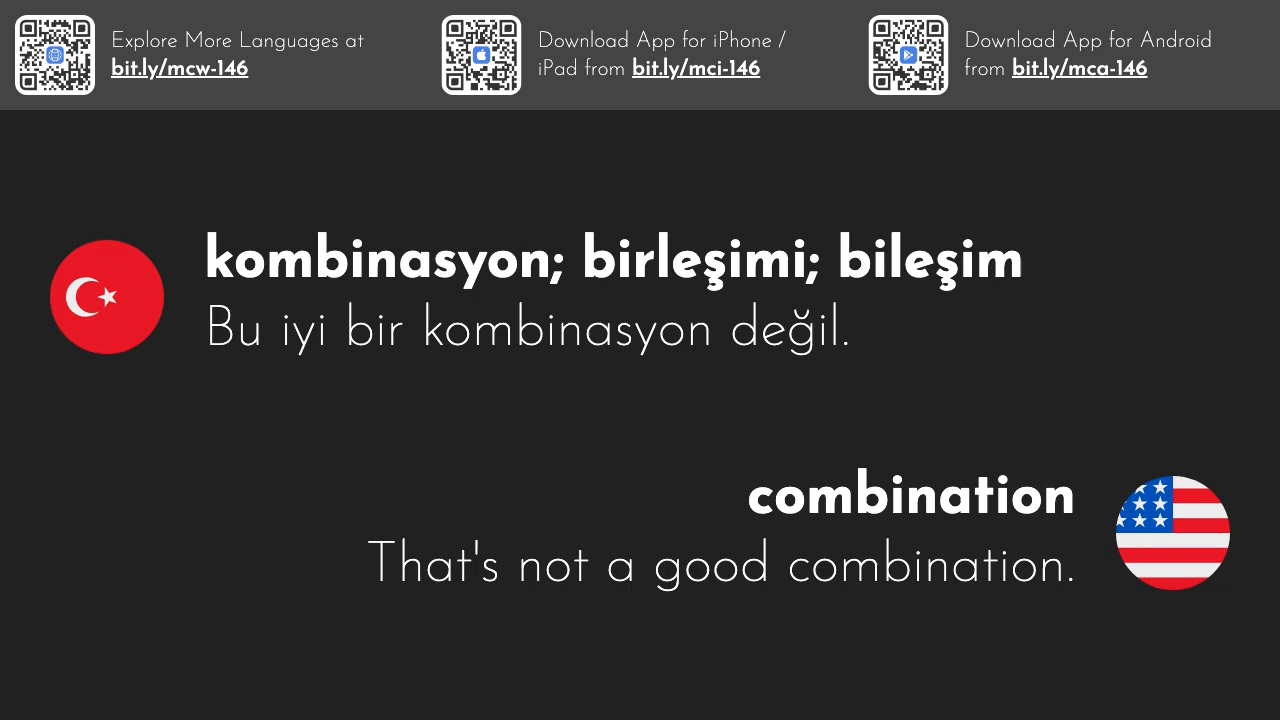 Explore More Languages at
bit.ly/mcw-146
Download App for iPhone /
iPad from bit.ly/mci-146
Download App for Android
from bit.ly/mca-146
kombinasyon; birleşimi; bileşim
Bu iyi bir kombinasyon değil.
combination
That's not a good combination.